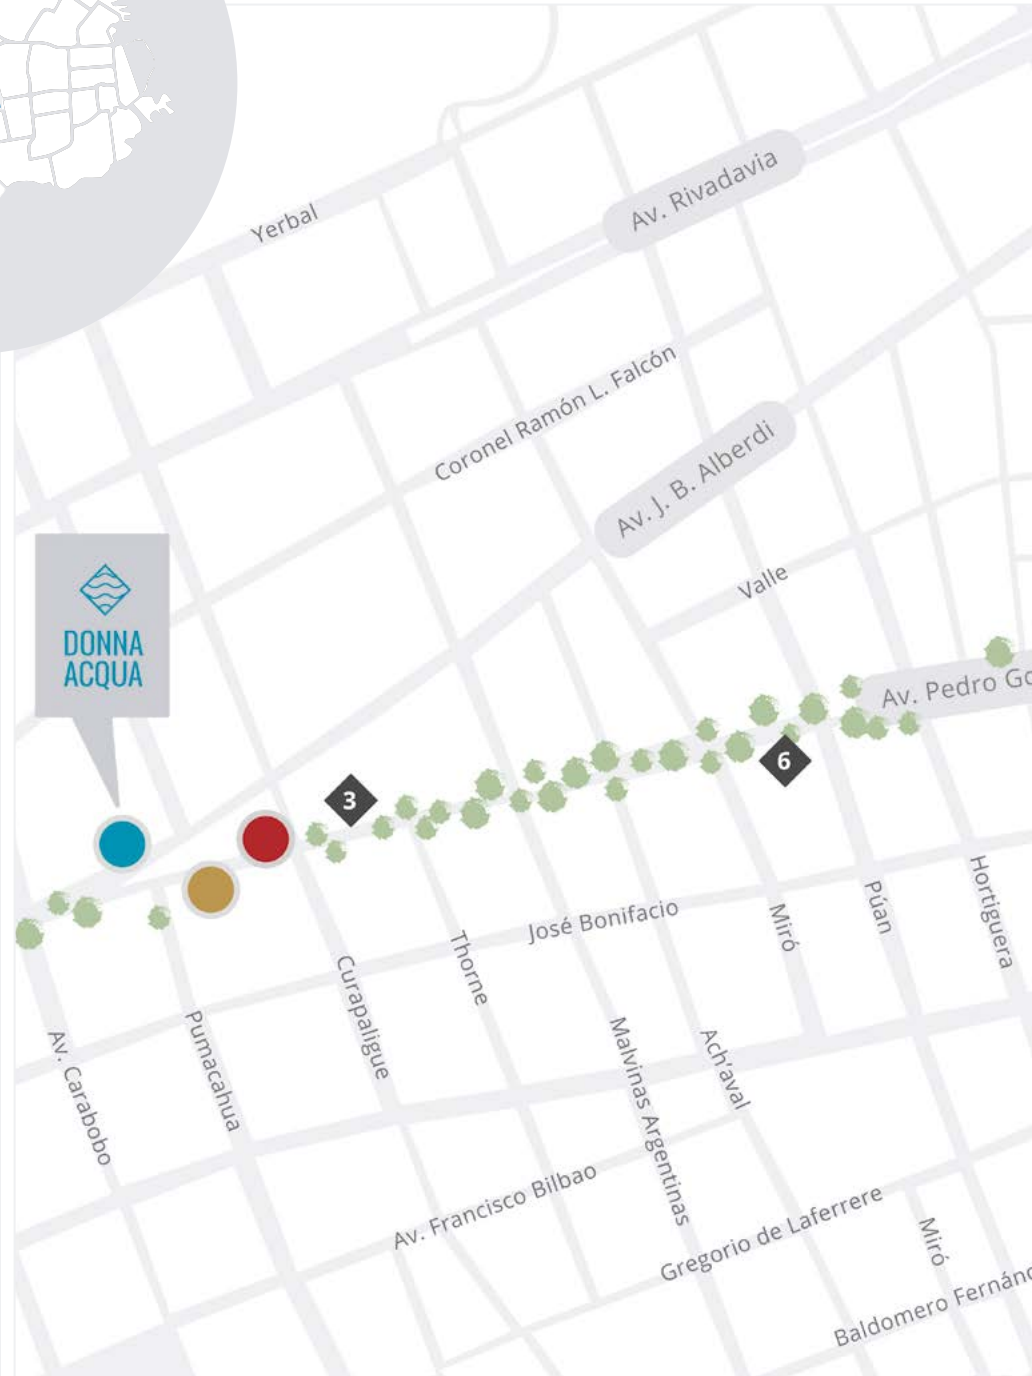 Yerbal
Av. Rivadavia
Coronel Ramón L. Falcón
Av. J. B. Alberdi
Valle
DONNA
ACQUA
Av. Pedro Go
3
6
José Bonifacio
Miró
Púan
Hortiguera
Thorne
Curapaligue
Pumacahua
Av. Carabobo
Malvinas Argentinas
Ach'aval
Av. Francisco Bilbao
Gregorio de Laferrere
Miró
Baldomero Fernánd